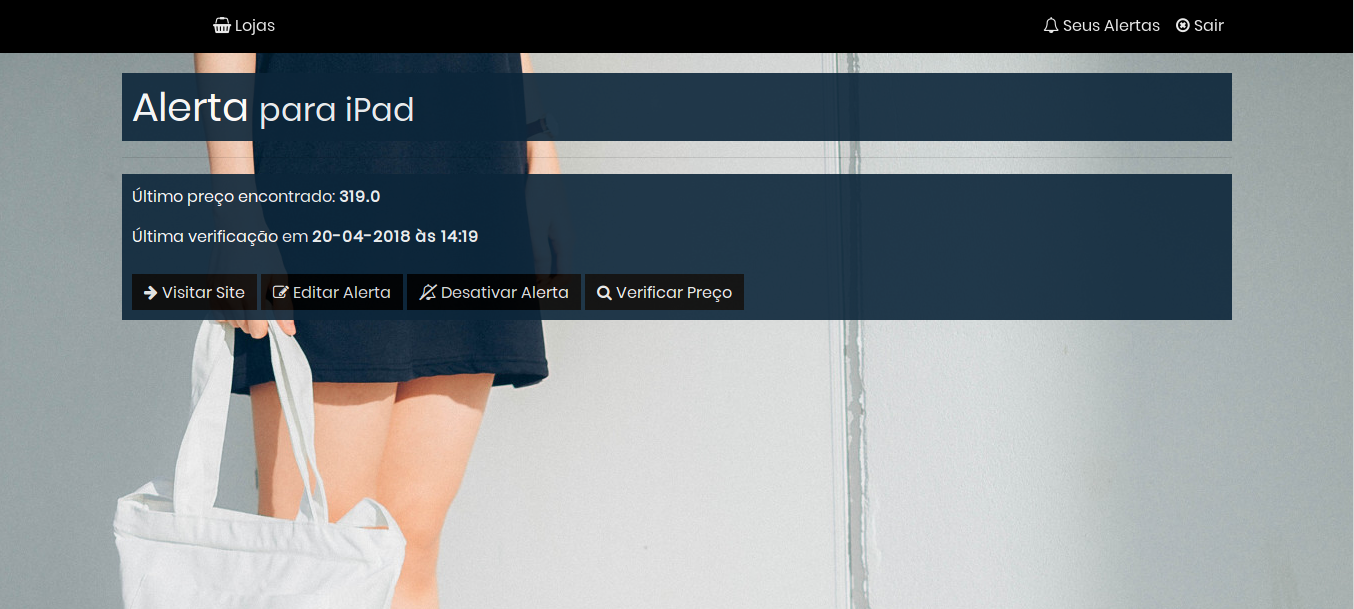 Lojas Seus Alertas Sair
Alerta para iPad
Último preço encontrado: 319.0
Última verificação em 20-04-2018 às 14:19
Visitar Site Editar Alerta Desativar Alerta Verificar Preço